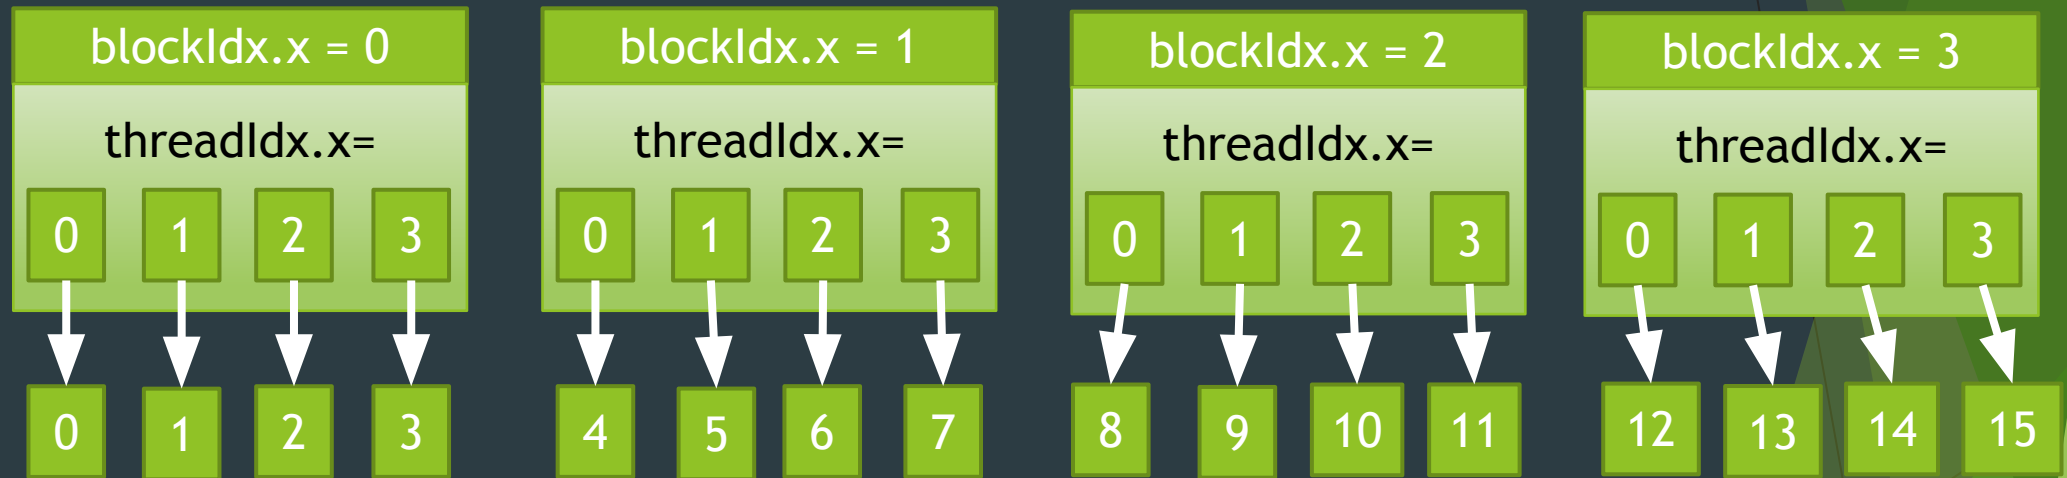 blockIdx.x = 0
blockIdx.x = 1
blockIdx.x = 2
blockIdx.x = 3
threadIdx.x=
threadIdx.x=
threadIdx.x=
threadIdx.x=
0 1 2 3
0 1 2 3
0 1 2 3
0 1 2 3
0 1 2 3
4 5 6 7
8 9 10 11
12 13 14 15